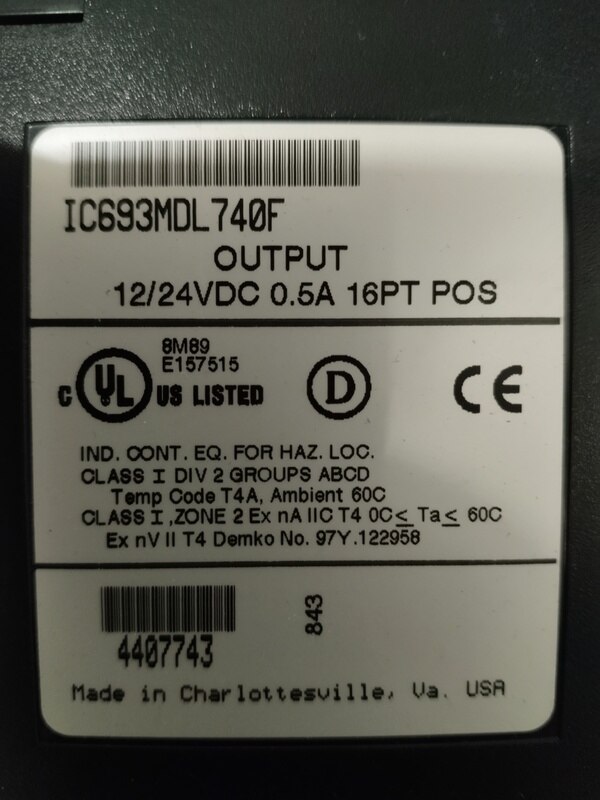 IC693MDL740F
OUTPUT
12/24VDC 0.5A 16PT POS
8M89
E157515
C UL US LISTED
D
CE
IND. CONT. EQ. FOR HAZ. LOC.
CLASS I DIV 2 GROUPS ABCD
Temp Code T4A, Ambient 60C
CLASS I ,ZONE 2 Ex nA IIC T4 0C≤ Ta≤ 60C
Ex nV II T4 Demko No. 97Y.122958
843
4407743
Made in Charlottesville, Va. USA